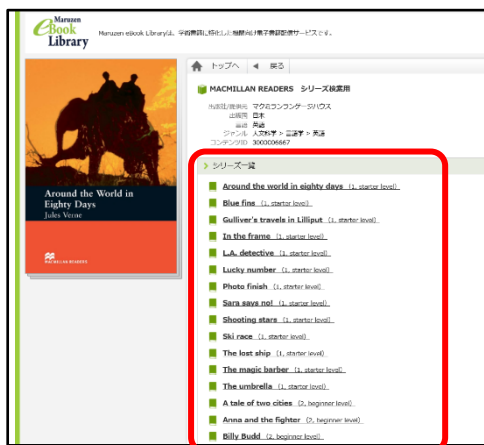 Maruzen
eBook
Library
Maruzen eBook Libraryは、学術書籍に特化した機関向け電子書籍配信サービスです。
トップへ ◀ 戻る
MACMILLAN READERS シリーズ検索用
出版社/提供元 マクミランランゲージハウス
出版国 日本
言語 英語
ジャンル 人文科学 > 言語学 > 英語
コンテンツID 3000006667
シリーズ一覧
Around the world in eighty days (1, starter level)
Blue fins (1, starter level)
Gulliver's travels in Lilliput (1, starter level)
In the frame (1, starter level)
L.A. detective (1, starter level)
Lucky number (1, starter level)
Photo finish (1, starter level)
Sara says no! (1, starter level)
Shooting stars (1, starter level)
Ski race (1, starter level)
The lost ship (1, starter level)
The magic barber (1, starter level)
The umbrella (1, starter level)
A tale of two cities (2, beginner level)
Anna and the fighter (2, beginner level)
Billy Budd (2, beginner level)
Around the World in
Eighty Days
Jules Verne
MACMILLAN READERS